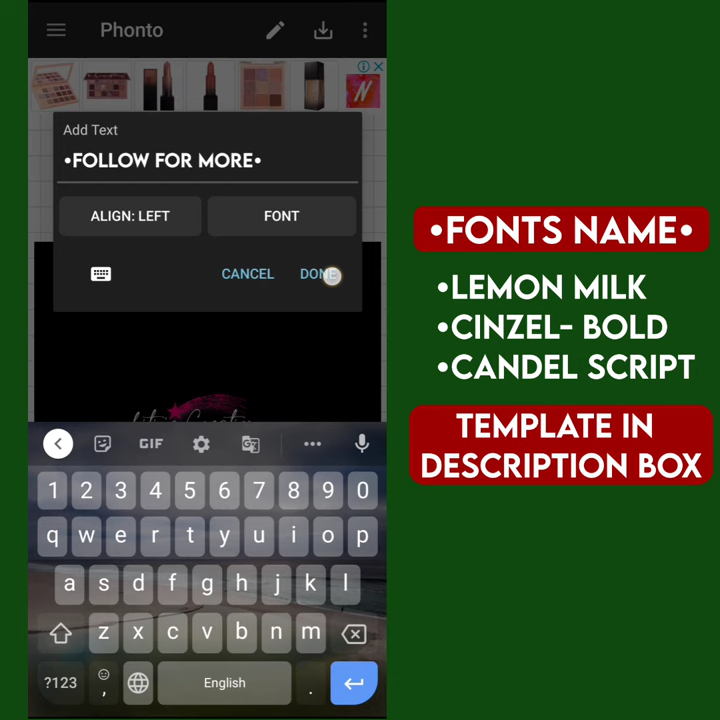 Phonto
Add Text
•FOLLOW FOR MORE•
ALIGN: LEFT
FONT
CANCEL
DONE
GIF
1 2 3 4 5 6 7 8 9 0
q w e r t y u i o p
a s d f g h j k l
z x c v b n m
?123
,
English
.
•FONTS NAME•
•LEMON MILK
•CINZEL- BOLD
•CANDEL SCRIPT
TEMPLATE IN
DESCRIPTION BOX